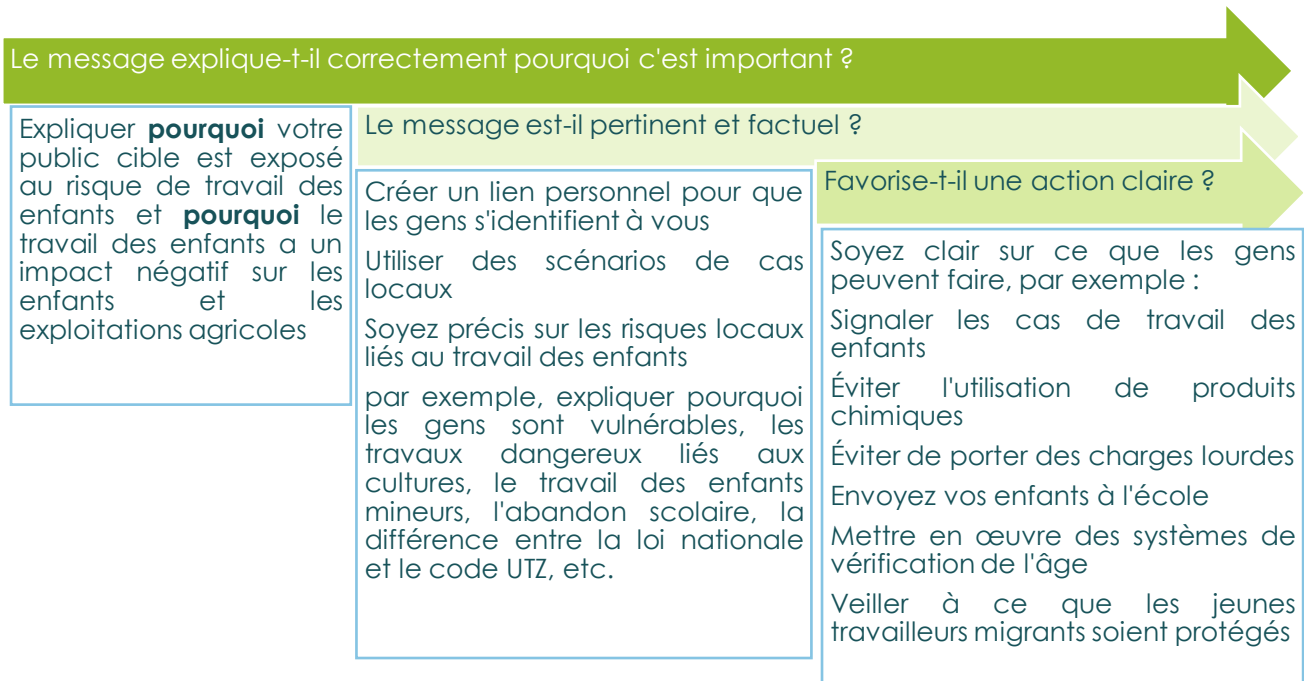 Le message explique-t-il correctement pourquoi c'est important ?
Expliquer pourquoi votre
public cible est exposé
au risque de travail des
enfants et pourquoi le
travail des enfants a un
impact négatif sur les
enfants et les
exploitations agricoles
Le message est-il pertinent et factuel ?
Créer un lien personnel pour que
les gens s'identifient à vous
Utiliser des scénarios de cas
locaux
Soyez précis sur les risques locaux
liés au travail des enfants
par exemple, expliquer pourquoi
les gens sont vulnérables, les
travaux dangereux liés aux
cultures, le travail des enfants
mineurs, l'abandon scolaire, la
différence entre la loi nationale
et le code UTZ, etc.
Favorise-t-il une action claire ?
Soyez clair sur ce que les gens
peuvent faire, par exemple :
Signaler les cas de travail des
enfants
Éviter l'utilisation de produits
chimiques
Éviter de porter des charges lourdes
Envoyez vos enfants à l'école
Mettre en œuvre des systèmes de
vérification de l'âge
Veiller à ce que les jeunes
travailleurs migrants soient protégés